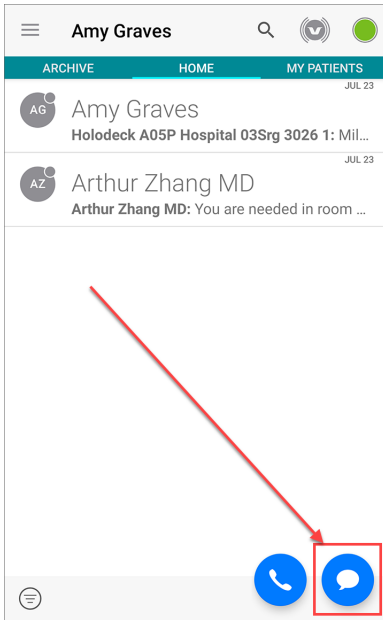 Amy Graves
ARCHIVE HOME MY PATIENTS
JUL 23
AG Amy Graves
Holodeck A05P Hospital 03Srg 3026 1: Mil...
JUL 23
AZ Arthur Zhang MD
Arthur Zhang MD: You are needed in room ...